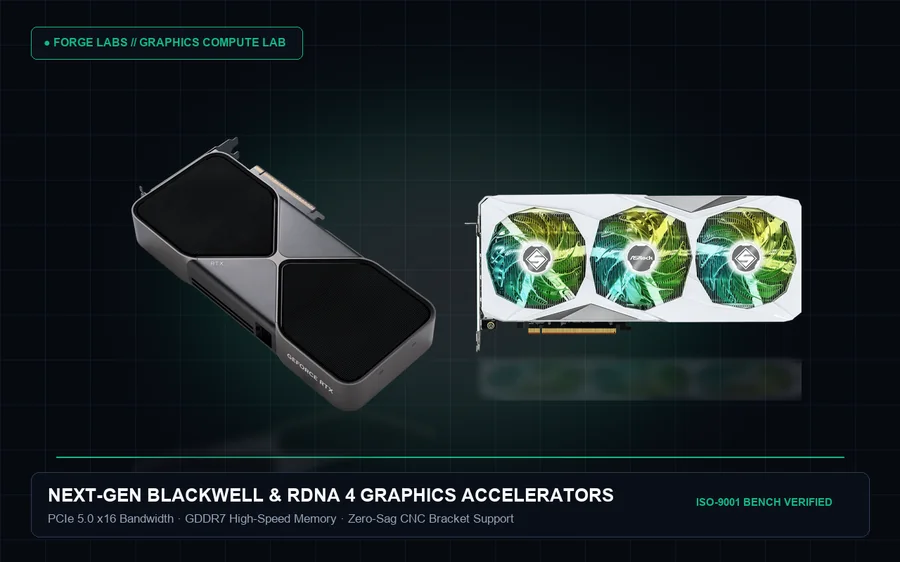 ● FORGE LABS // GRAPHICS COMPUTE LAB
RTX
GEFORCE RTX
ASRock
NEXT-GEN BLACKWELL & RDNA 4 GRAPHICS ACCELERATORS
PCIe 5.0 x16 Bandwidth · GDDR7 High-Speed Memory · Zero-Sag CNC Bracket Support
ISO-9001 BENCH VERIFIED